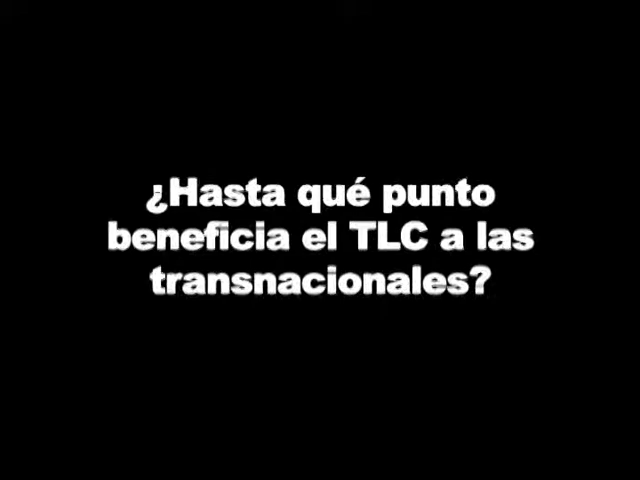 ¿Hasta qué punto
beneficia el TLC a las
transnacionales?